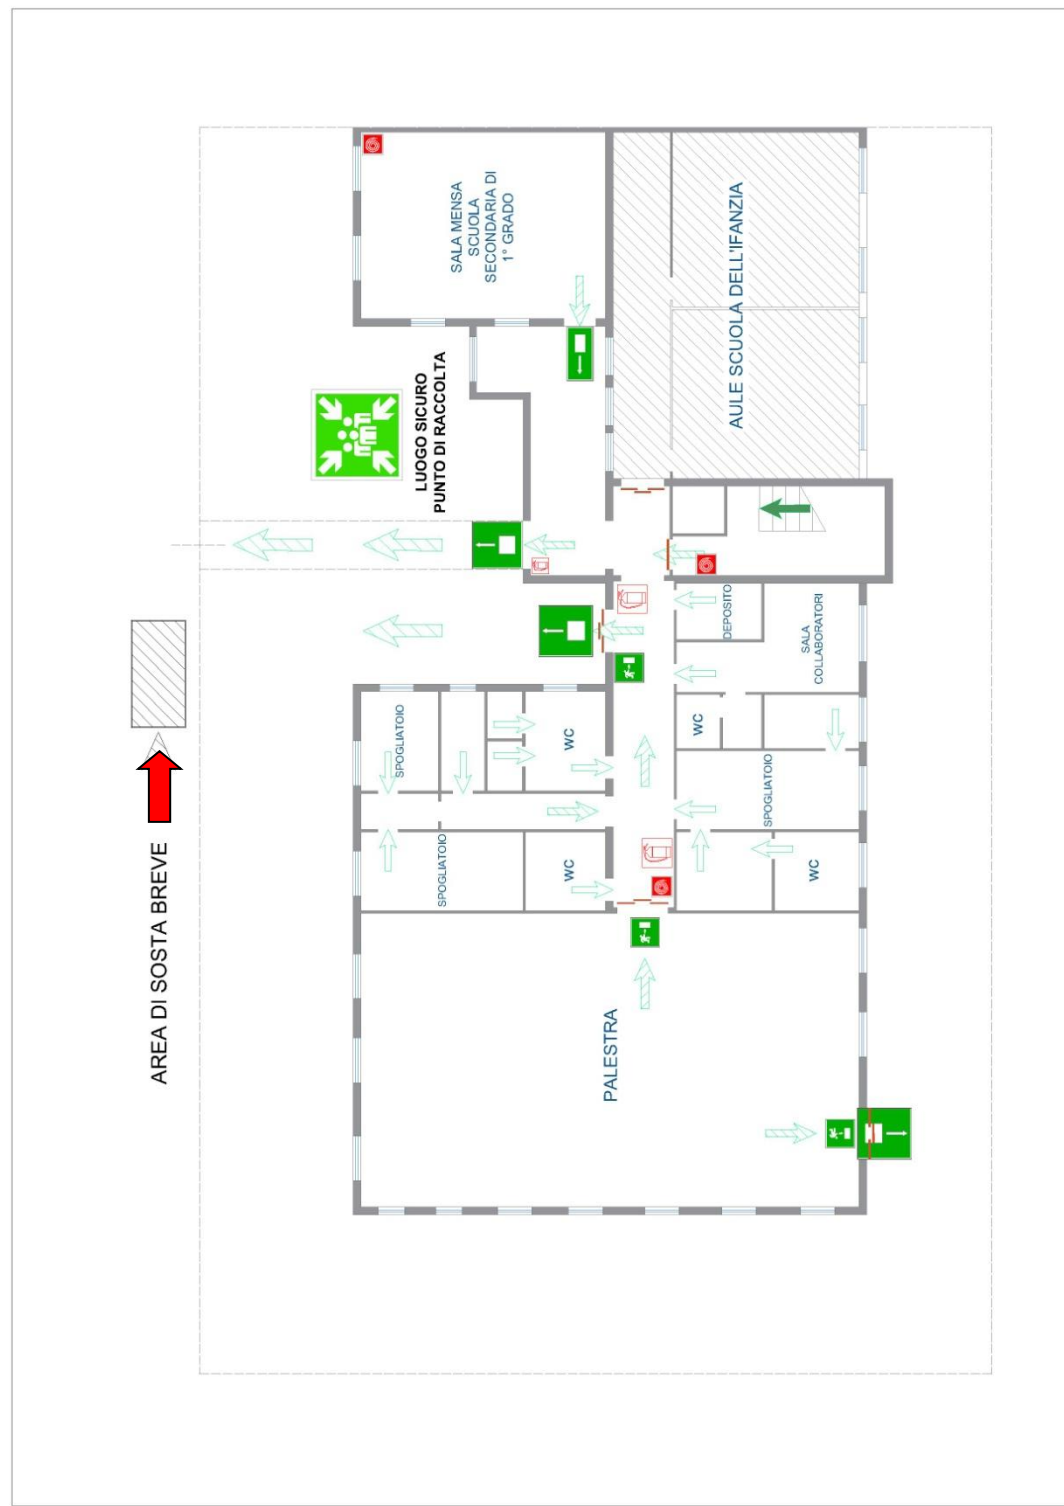 SALA MENSA
SCUOLA
SECONDARIA DI
1° GRADO
AULE SCUOLA DELL'IFANZIA
LUOGO SICURO
PUNTO DI RACCOLTA
DEPOSITO
SALA
COLLABORATORI
SPOGLIATOIO
WC
WC
SPOGLIATOIO
SPOGLIATOIO
WC
WC
AREA DI SOSTA BREVE
PALESTRA